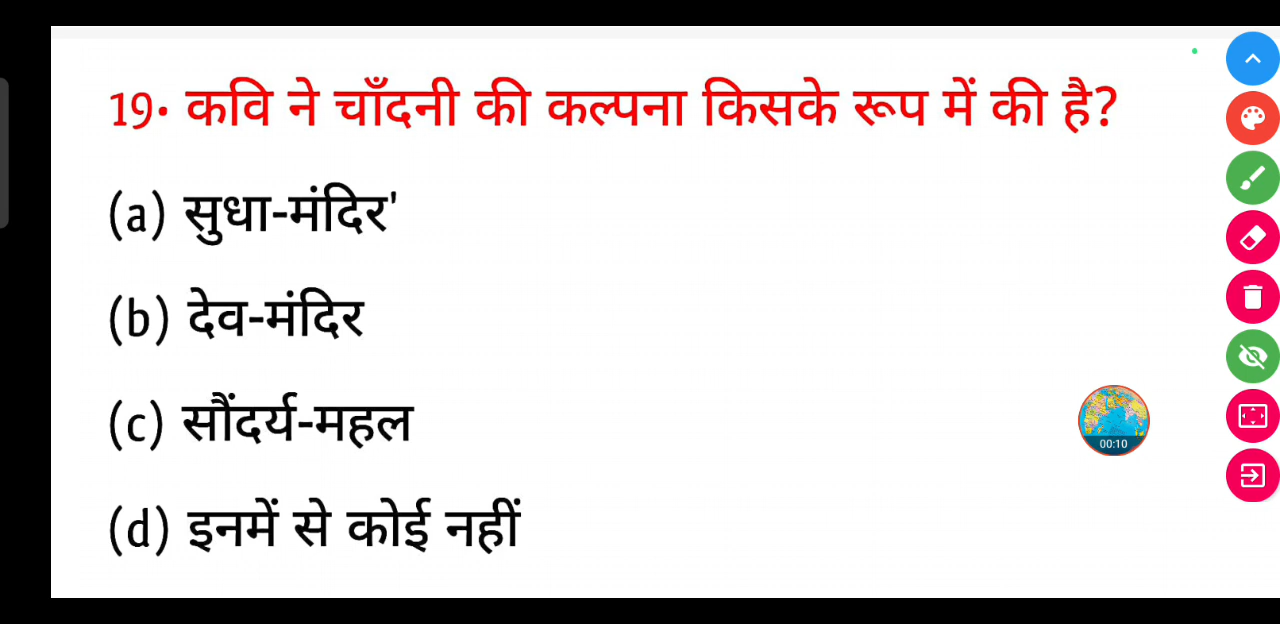 19· कवि ने चाँदनी की कल्पना किसके रूप में की है?
(a) सुधा-मंदिर'
(b) देव-मंदिर
(c) सौंदर्य-महल
(d) इनमें से कोई नहीं
00:10